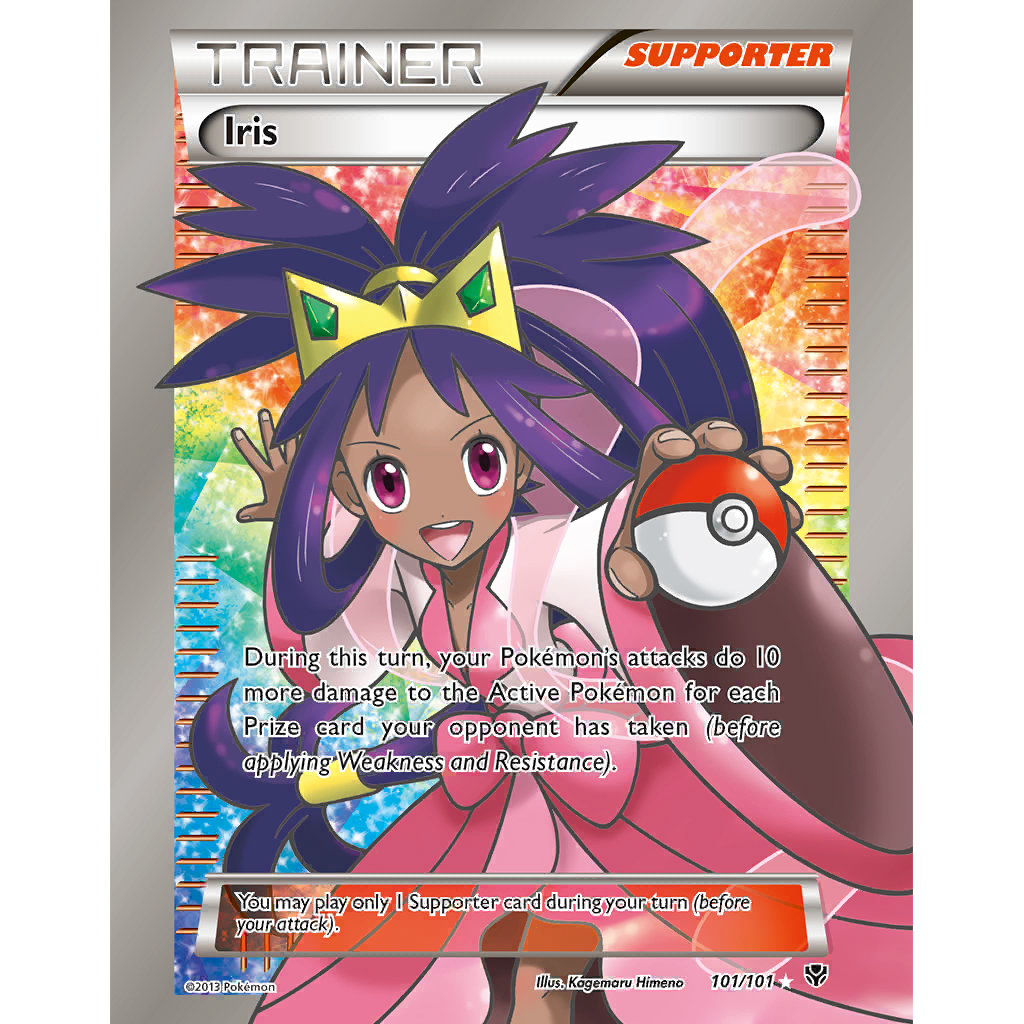 TRAINER
SUPPORTER
Iris
During this turn, your Pokémon's attacks do 10
more damage to the Active Pokémon for each
Prize card your opponent has taken (before
applying Weakness and Resistance).
You may play only 1 Supporter card during your turn (before
your attack).
©2013 Pokémon
Illus. Kagemaru Himeno
101/101